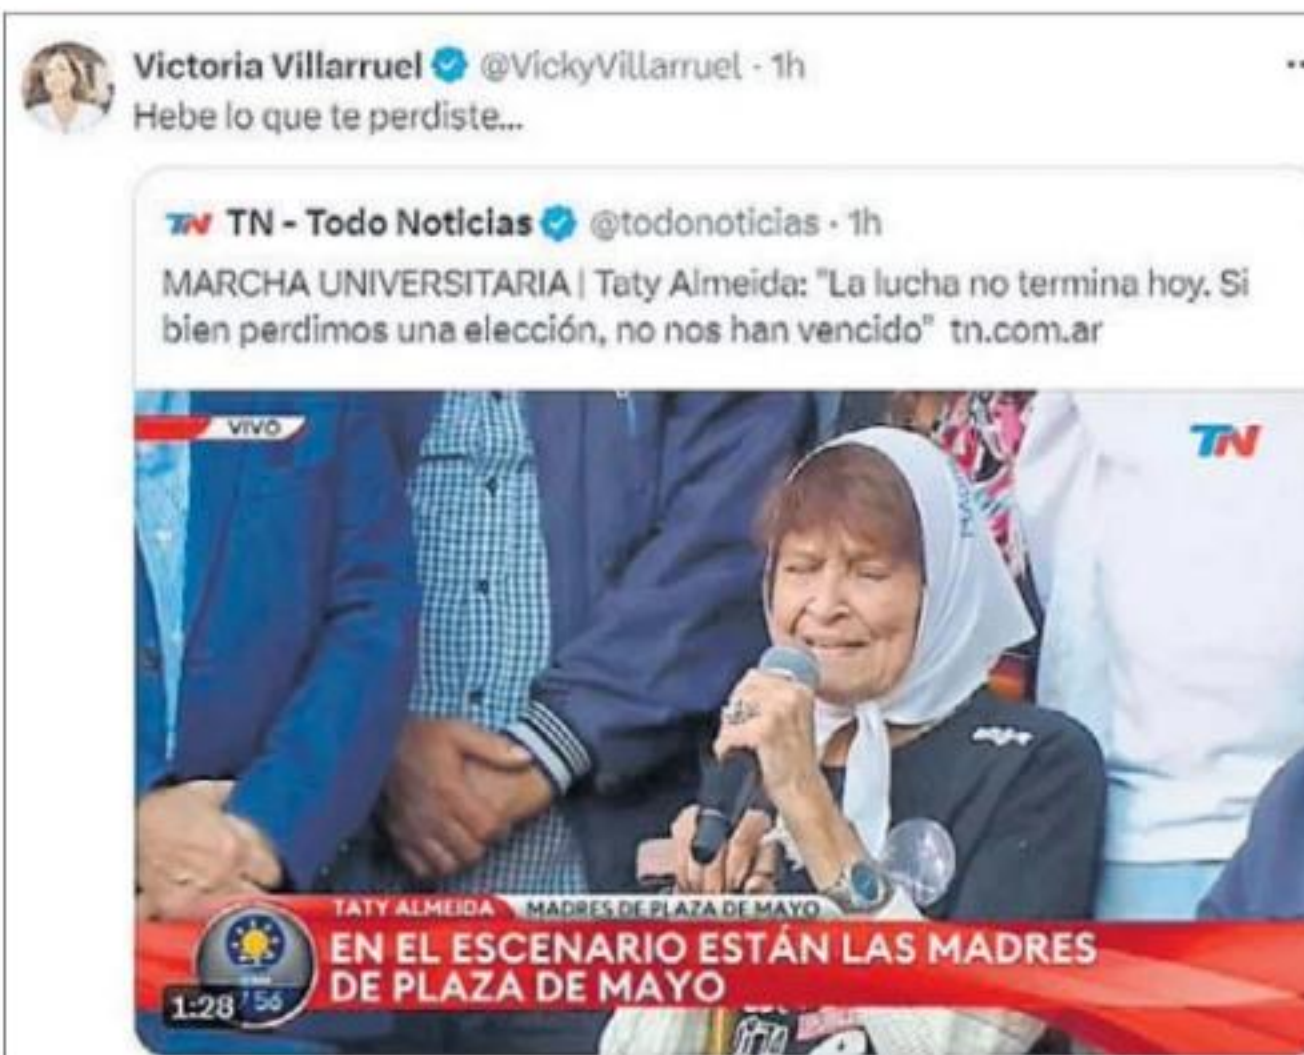 Victoria Villarruel @VickyVillarruel · 1h
Hebe lo que te perdiste...
TN TN - Todo Noticias @todonoticias · 1h
MARCHA UNIVERSITARIA | Taty Almeida: "La lucha no termina hoy. Si
bien perdimos una elección, no nos han vencido" tn.com.ar
VIVO
TN
TATY ALMEIDA MADRES DE PLAZA DE MAYO
EN EL ESCENARIO ESTÁN LAS MADRES
DE PLAZA DE MAYO
1:28 / 56